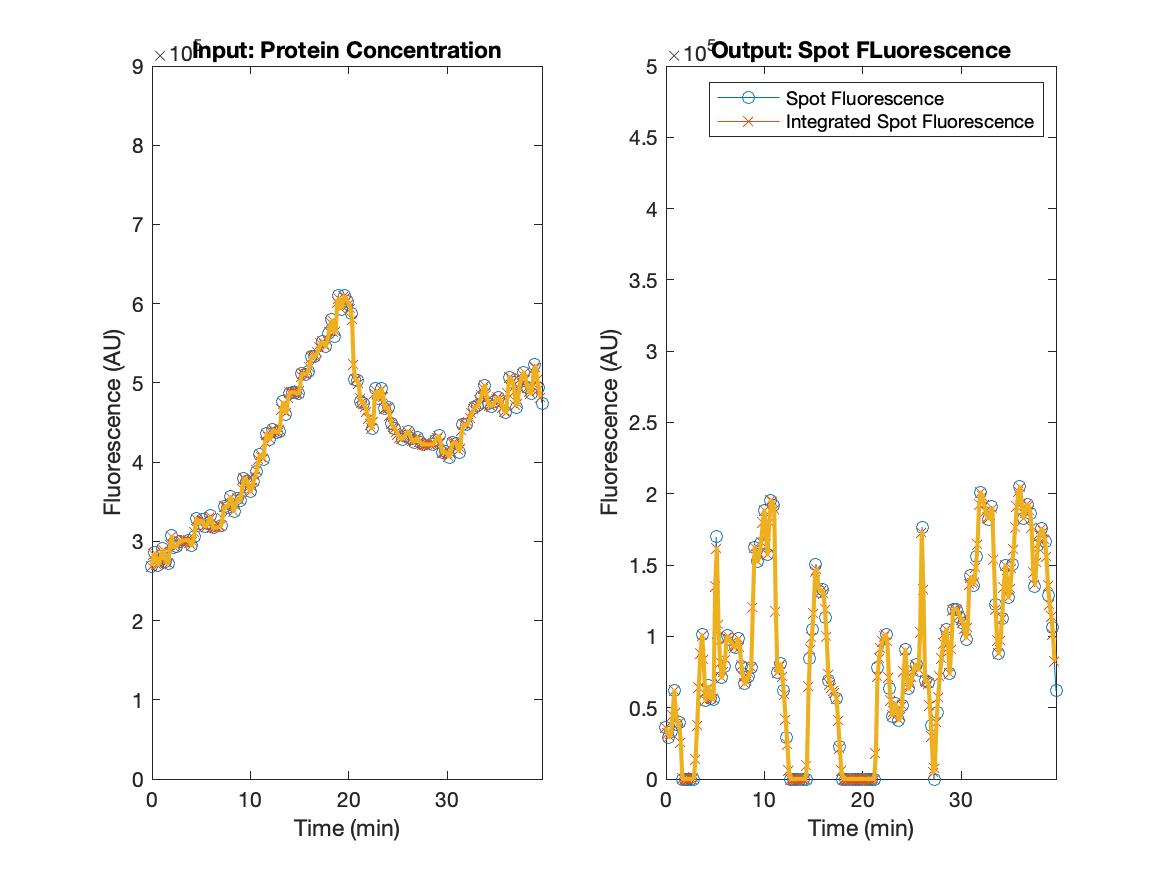 ×10⁵ Input: Protein Concentration
9
8
7
6
5
4
3
2
1
0
Fluorescence (AU)
0 10 20 30
Time (min)
×10⁵ Output: Spot FLuorescence
Spot Fluorescence
Integrated Spot Fluorescence
5
4.5
4
3.5
3
2.5
2
1.5
1
0.5
0
Fluorescence (AU)
0 10 20 30
Time (min)